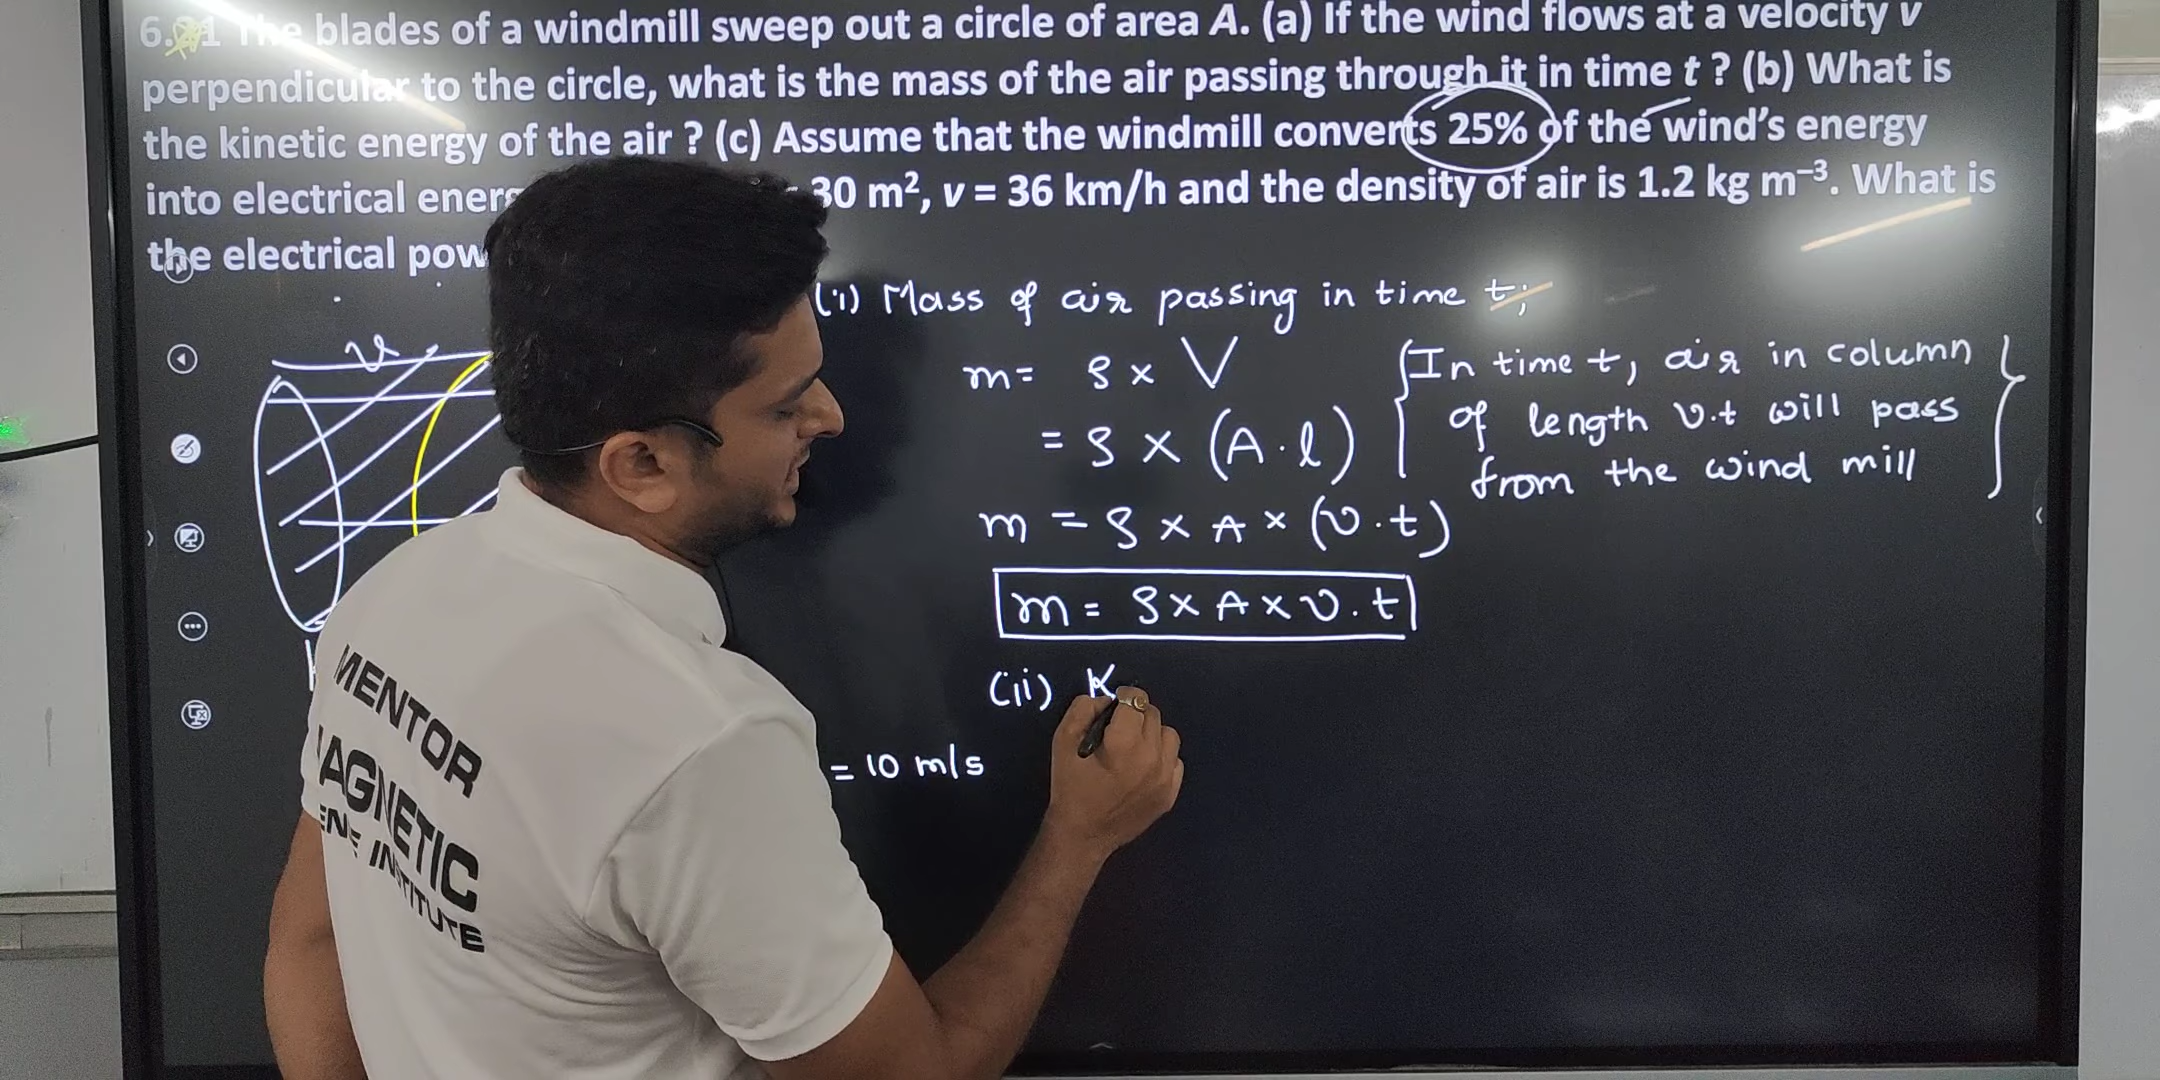 6. 1 The blades of a windmill sweep out a circle of area A. (a) If the wind flows at a velocity v
perpendicular to the circle, what is the mass of the air passing through it in time t ? (b) What is
the kinetic energy of the air ? (c) Assume that the windmill converts 25% of the wind's energy
into electrical 30 m², v = 36 km/h and the density of air is 1.2 kg m⁻³. What is
the electrical
v
(i) Mass of air passing in time t;
m = ρ × V
= ρ × (A·l)
m = ρ × A × (v·t)
m = ρ × A × v.t
{In time t, air in column
of length v.t will pass
from the wind mill}
(ii) K
= 10 m/s
MENTOR